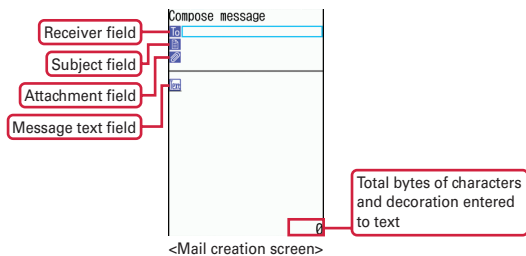 Compose message
Receiver field
To
Subject field
Attachment field
Message text field
Total bytes of characters
and decoration entered
to text
0
<Mail creation screen>